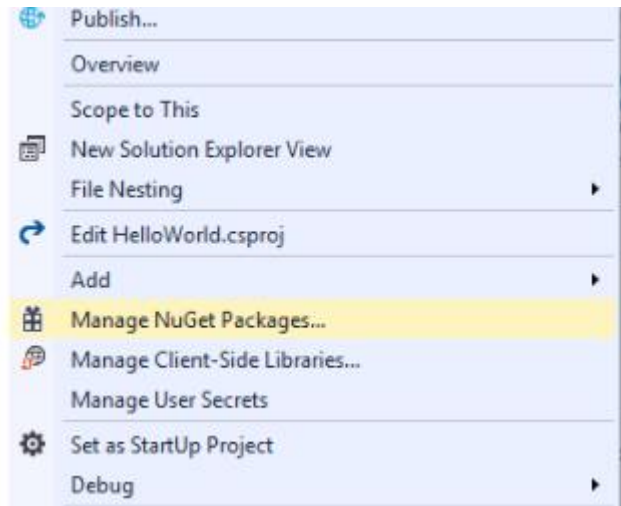 Publish...
Overview
Scope to This
New Solution Explorer View
File Nesting
Edit HelloWorld.csproj
Add
Manage NuGet Packages...
Manage Client-Side Libraries...
Manage User Secrets
Set as StartUp Project
Debug